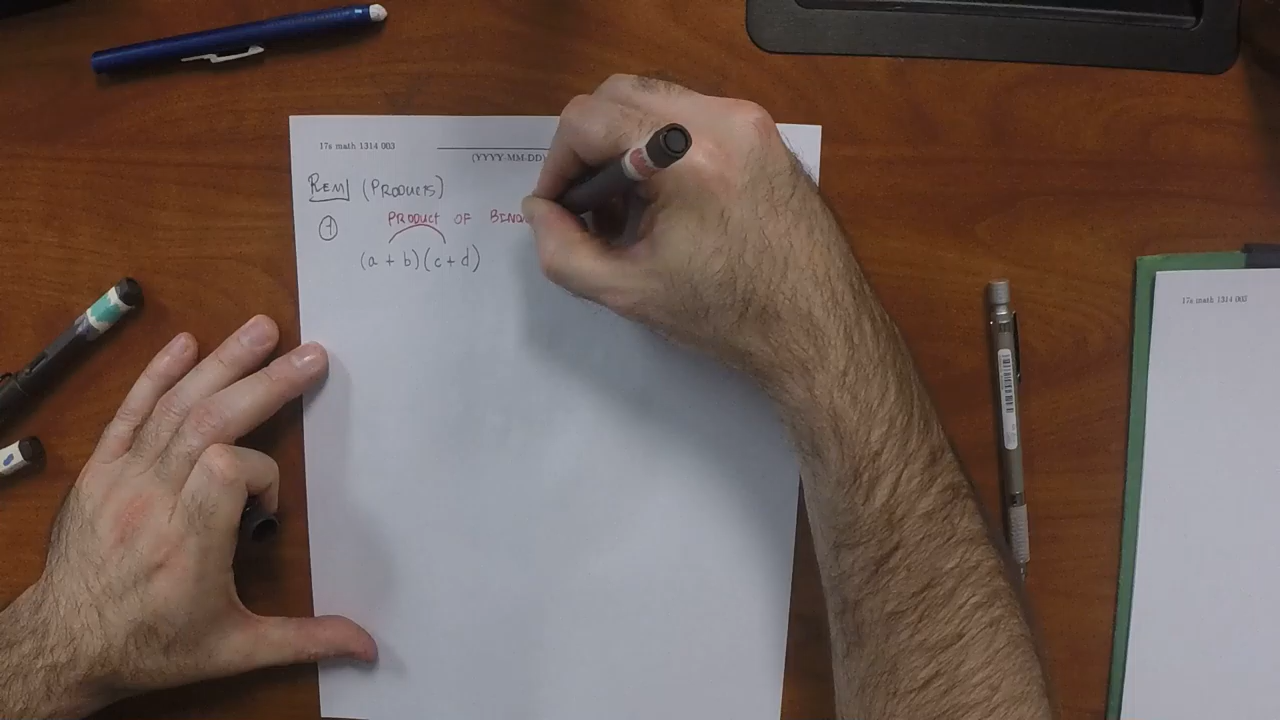 17s math 1314 003
(YYYY-MM-DD)
REM (PRODUCTS)
1 PRODUCT OF
(a + b)(c + d)
17s math 1314 003